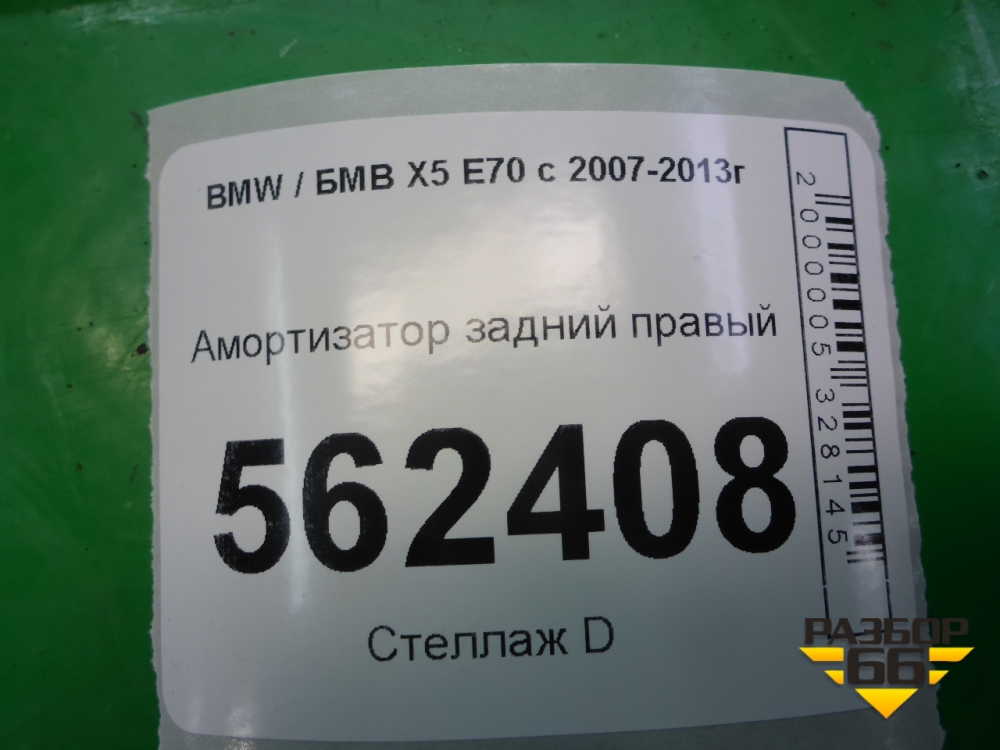 BMW / БМВ X5 E70 с 2007-2013г
Амортизатор задний правый
562408
Стеллаж D
2000005328145
РАЗБОР
66